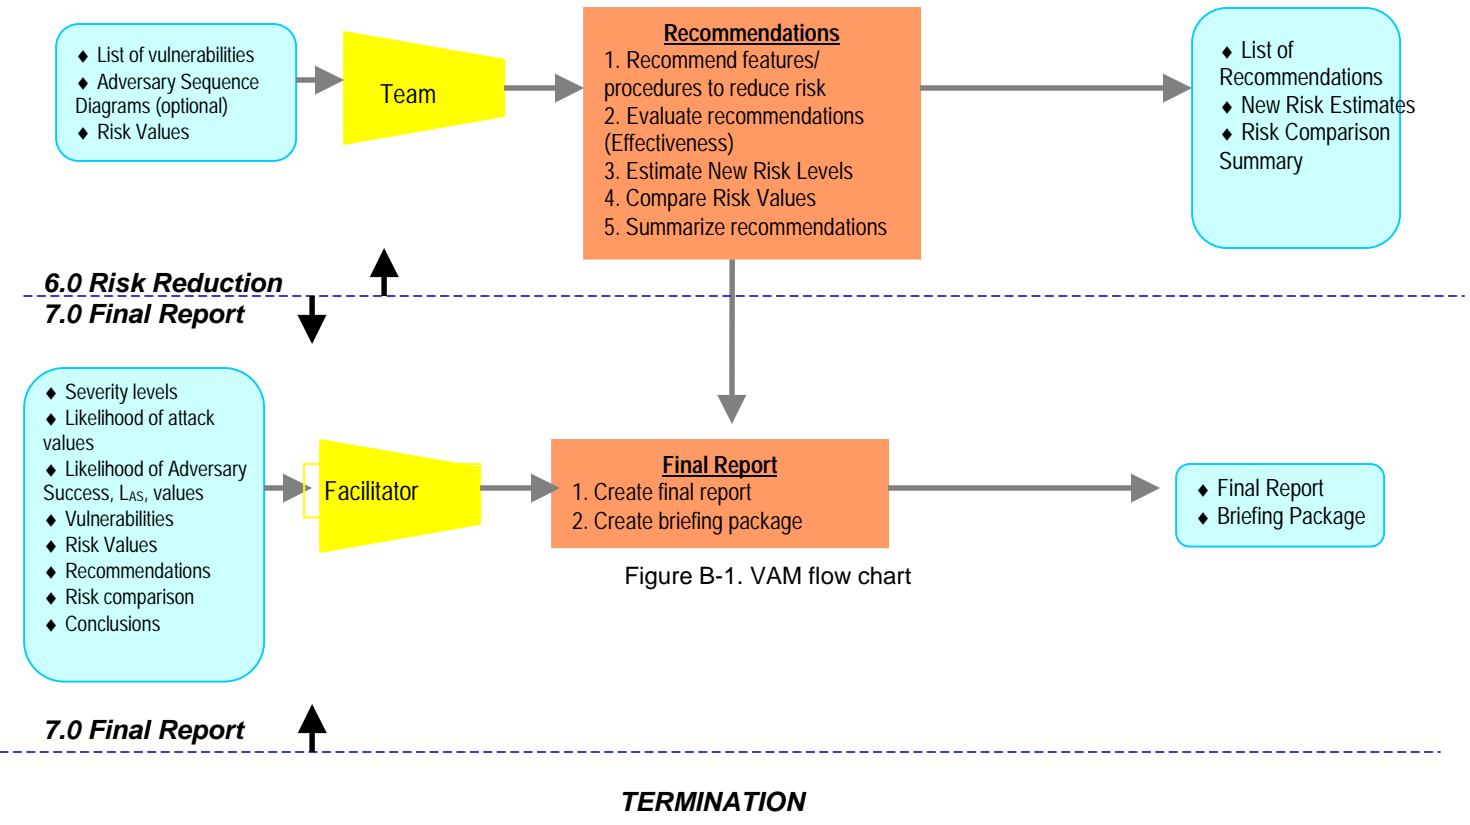 ♦ List of vulnerabilities
♦ Adversary Sequence
Diagrams (optional)
♦ Risk Values
Team
Recommendations
1. Recommend features/
procedures to reduce risk
2. Evaluate recommendations
(Effectiveness)
3. Estimate New Risk Levels
4. Compare Risk Values
5. Summarize recommendations
♦ List of
Recommendations
♦ New Risk Estimates
♦ Risk Comparison
Summary
6.0 Risk Reduction
7.0 Final Report
♦ Severity levels
♦ Likelihood of attack
values
♦ Likelihood of Adversary
Success, LAS, values
♦ Vulnerabilities
♦ Risk Values
♦ Recommendations
♦ Risk comparison
♦ Conclusions
Facilitator
Final Report
1. Create final report
2. Create briefing package
♦ Final Report
♦ Briefing Package
Figure B-1. VAM flow chart
7.0 Final Report
TERMINATION